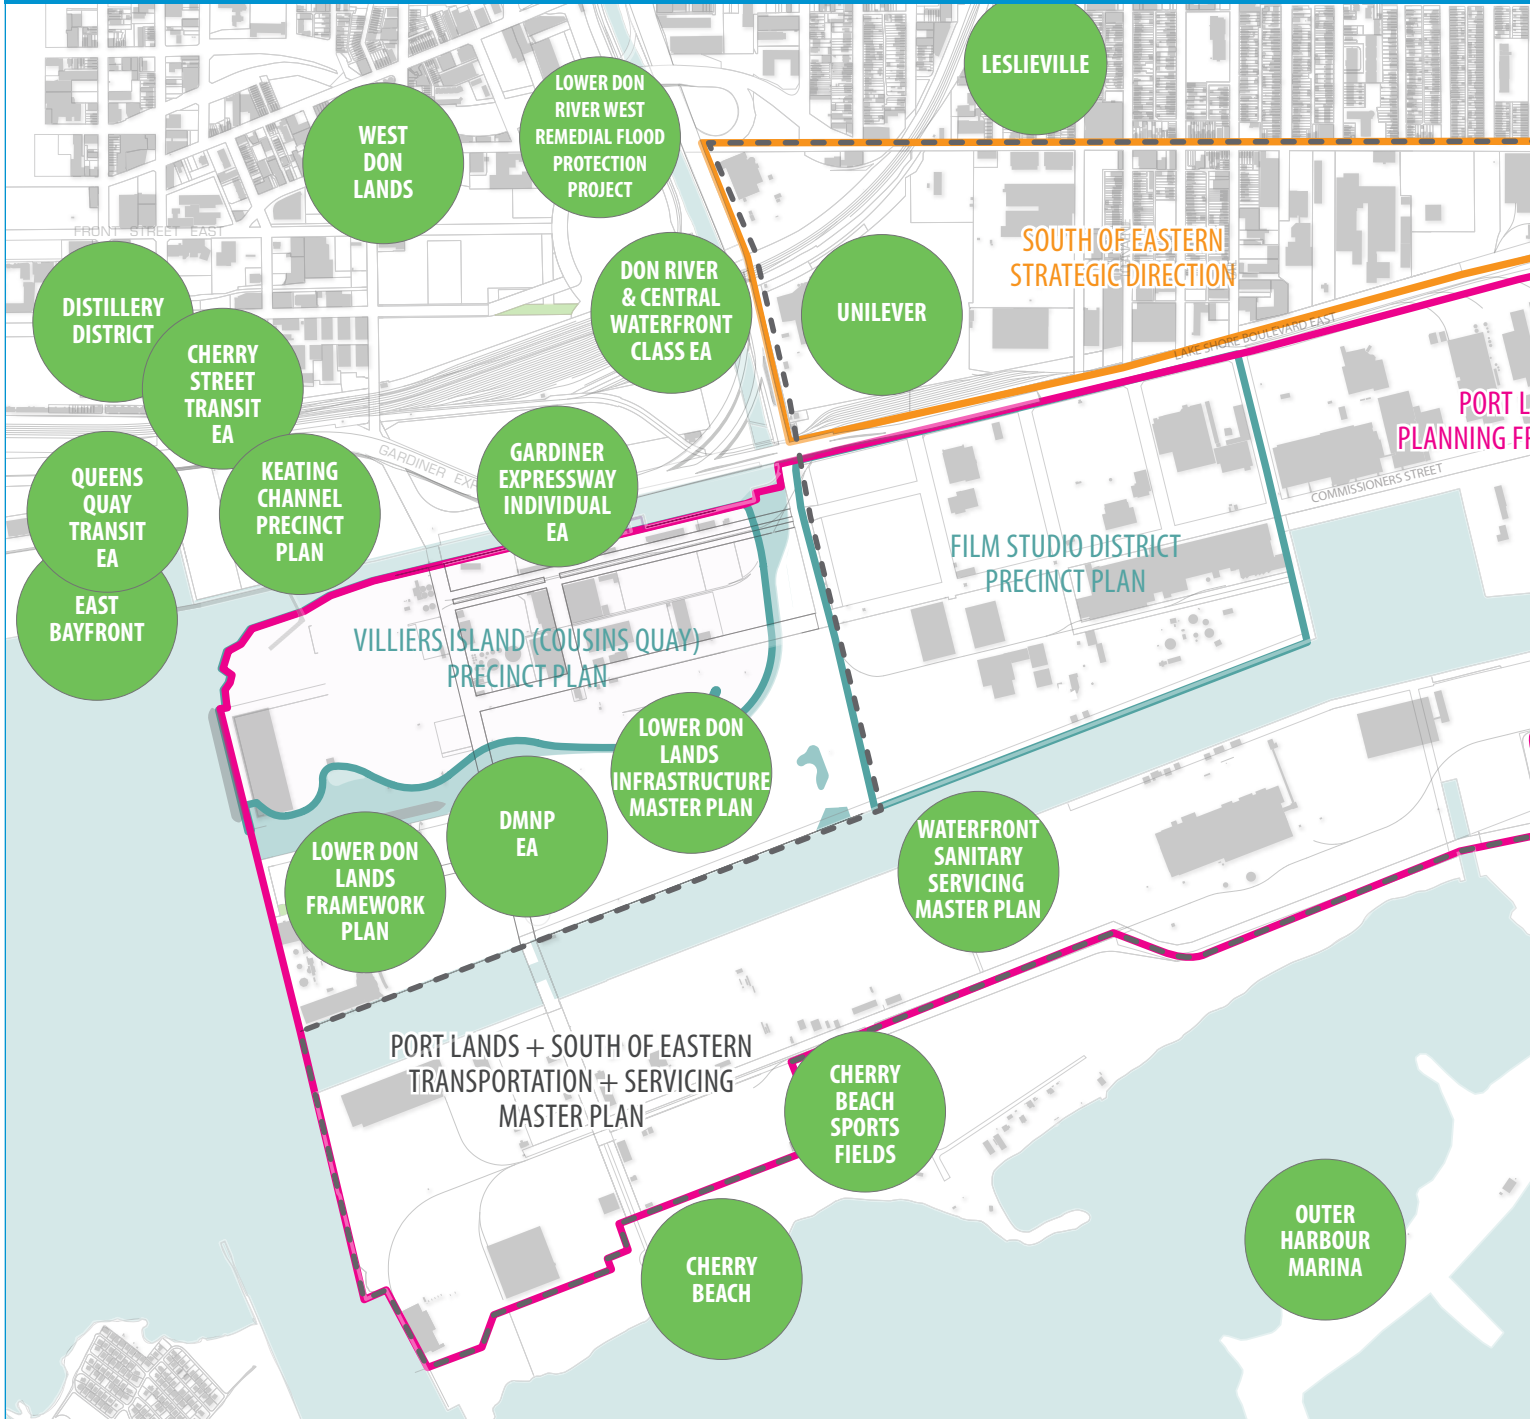 LESLIEVILLE
LOWER DON
RIVER WEST
REMEDIAL FLOOD
PROTECTION
PROJECT
WEST
DON
LANDS
FRONT STREET EAST
DISTILLERY
DISTRICT
DON RIVER
& CENTRAL
WATERFRONT
CLASS EA
UNILEVER
SOUTH OF EASTERN
STRATEGIC DIRECTION
LAKE SHORE BOULEVARD EAST
CHERRY
STREET
TRANSIT
EA
PORT L
PLANNING FR
COMMISSIONERS STREET
GARDINER EXP
GARDINER
EXPRESSWAY
INDIVIDUAL
EA
KEATING
CHANNEL
PRECINCT
PLAN
QUEENS
QUAY
TRANSIT
EA
EAST
BAYFRONT
FILM STUDIO DISTRICT
PRECINCT PLAN
VILLIERS ISLAND (COUSINS QUAY)
PRECINCT PLAN
LOWER DON
LANDS
INFRASTRUCTURE
MASTER PLAN
DMNP
EA
LOWER DON
LANDS
FRAMEWORK
PLAN
WATERFRONT
SANITARY
SERVICING
MASTER PLAN
PORT LANDS + SOUTH OF EASTERN
TRANSPORTATION + SERVICING
MASTER PLAN
CHERRY
BEACH
SPORTS
FIELDS
CHERRY
BEACH
OUTER
HARBOUR
MARINA